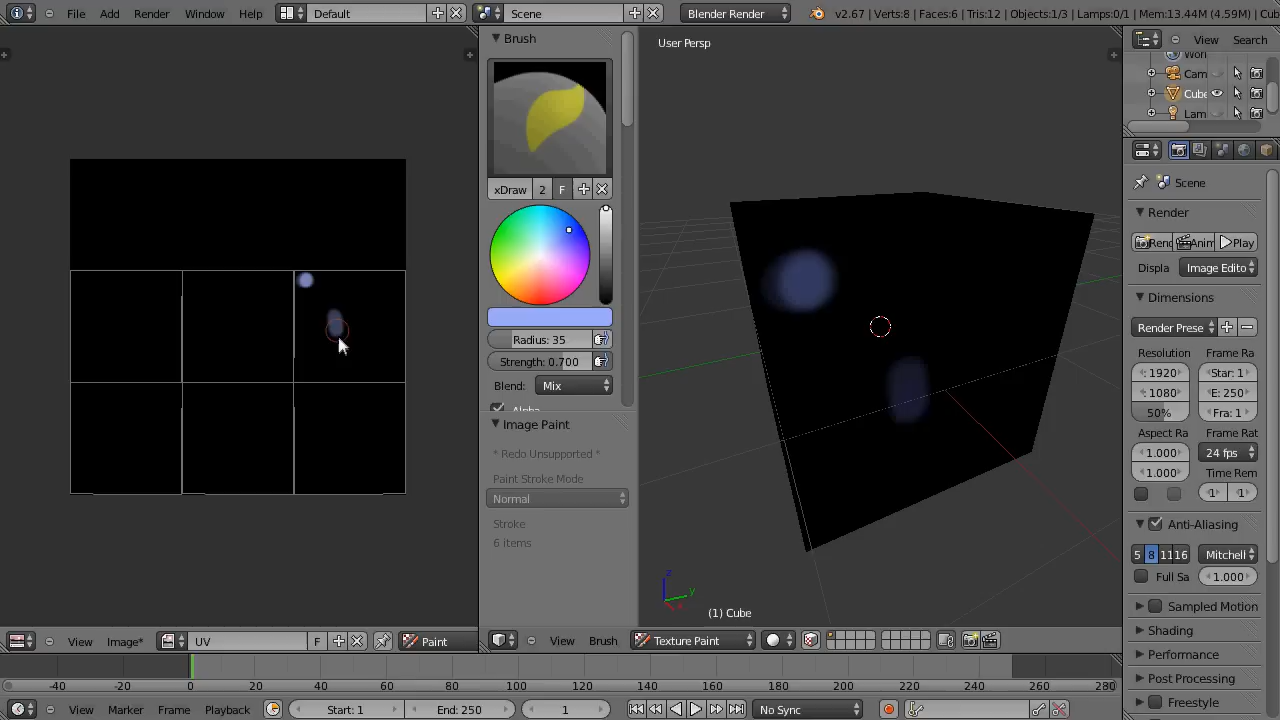 File Add Render Window Help Default Scene Blender Render v2.67 | Verts:8 | Faces:6 | Tris:12 | Objects:1/3 | Lamps:0/1 | Mem:13.44M (4.59M) | Cub
Brush
User Persp
View Search
Cam
Cube
Lam
Scene
xDraw 2 F
Render
Rend Anim Play
Displa Image Edito
Dimensions
Render Prese
Radius: 35
Strength: 0.700
Blend: Mix
Resolution Frame Ra
: 1920 Start: 1
: 1080 E: 250
50% Fra: 1
Image Paint
* Redo Unsupported *
Paint Stroke Mode
Normal
Stroke
6 items
Aspect Ra Frame Rat
1.000 24 fps
1.000 Time Rem
1 1
Anti-Aliasing
5 8 11 16 Mitchell
Full Sa 1.000
Sampled Motion
Shading
Performance
Post Processing
Freestyle
z
y
x
(1) Cube
View Image* UV F Paint
View Brush Texture Paint
-40 -20 0 20 40 60 80 100 120 140 160 180 200 220 240 260 280
View Marker Frame Playback Start: 1 End: 250 1 No Sync